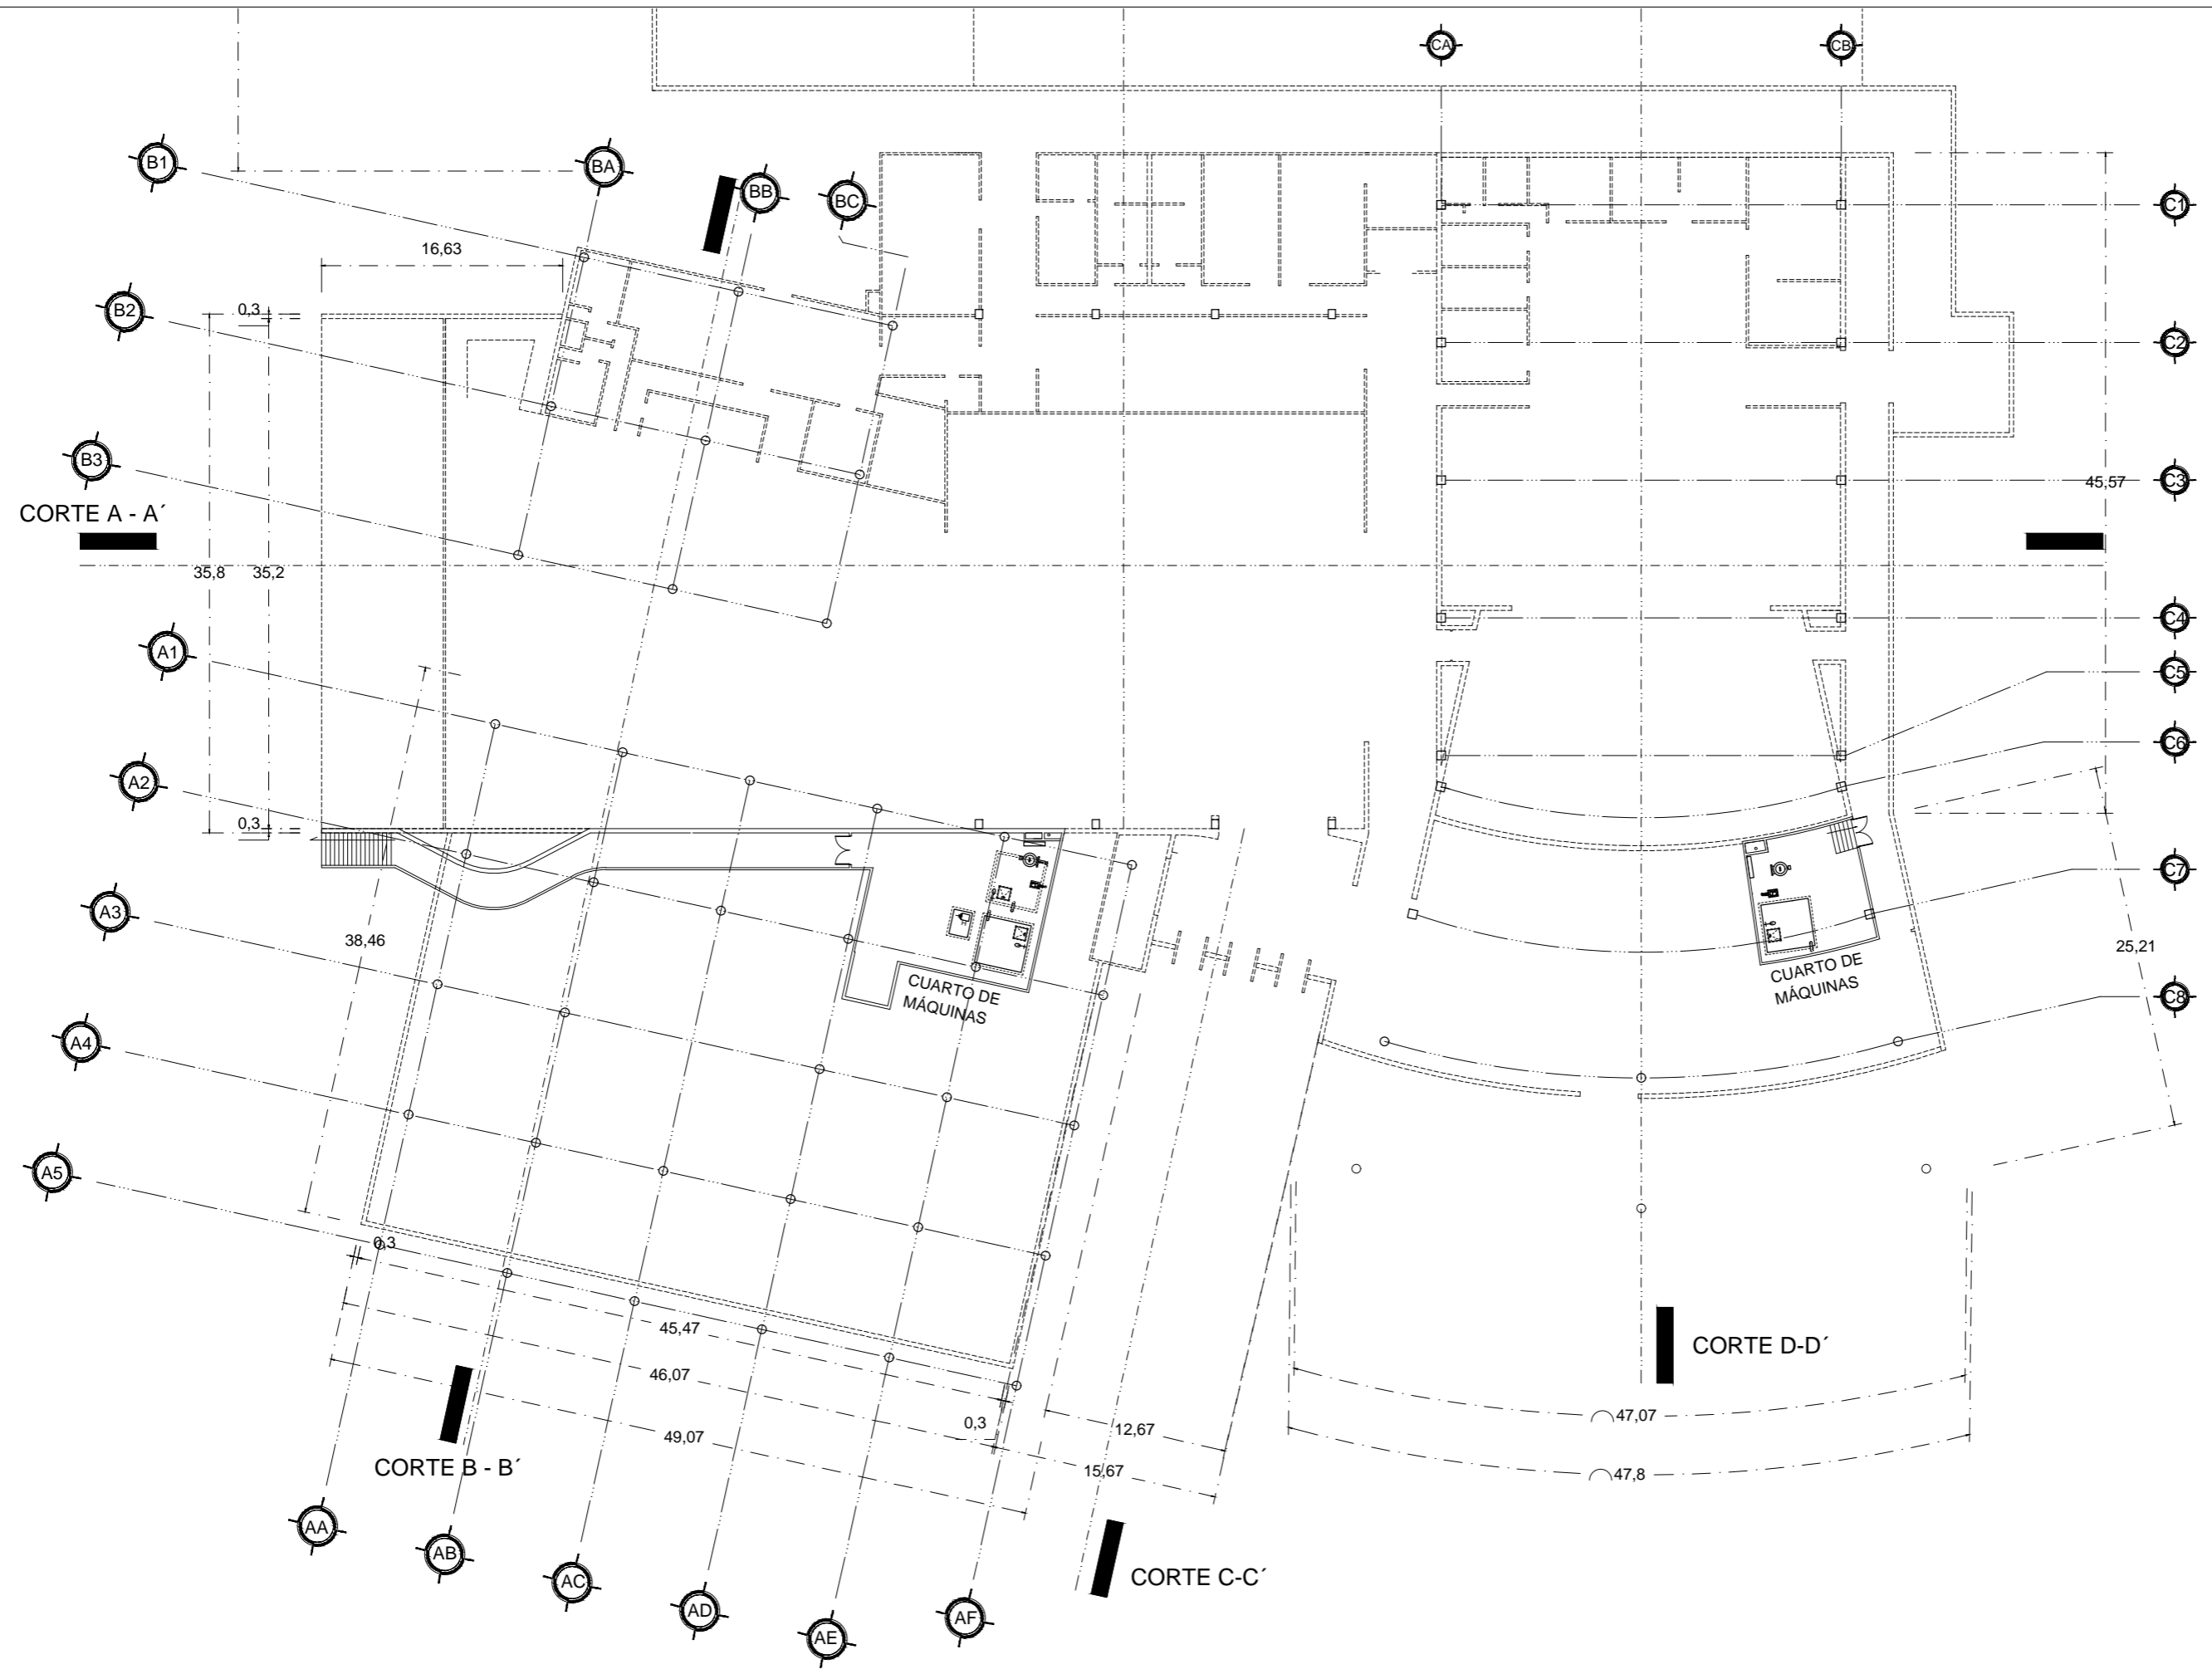 CA
CB
B1
BA
BB
BC
C1
16,63
B2
0,3
C2
B3
C3
45,57
CORTE A - A´
35,8
35,2
C4
A1
C5
C6
A2
0,3
C7
A3
38,46
25,21
CUARTO DE
MÁQUINAS
CUARTO DE
MÁQUINAS
C8
A4
A5
0,3
45,47
CORTE D-D´
46,07
47,07
0,3
12,67
49,07
CORTE B - B´
15,67
47,8
AA
AB
CORTE C-C´
AC
AD
AF
AE